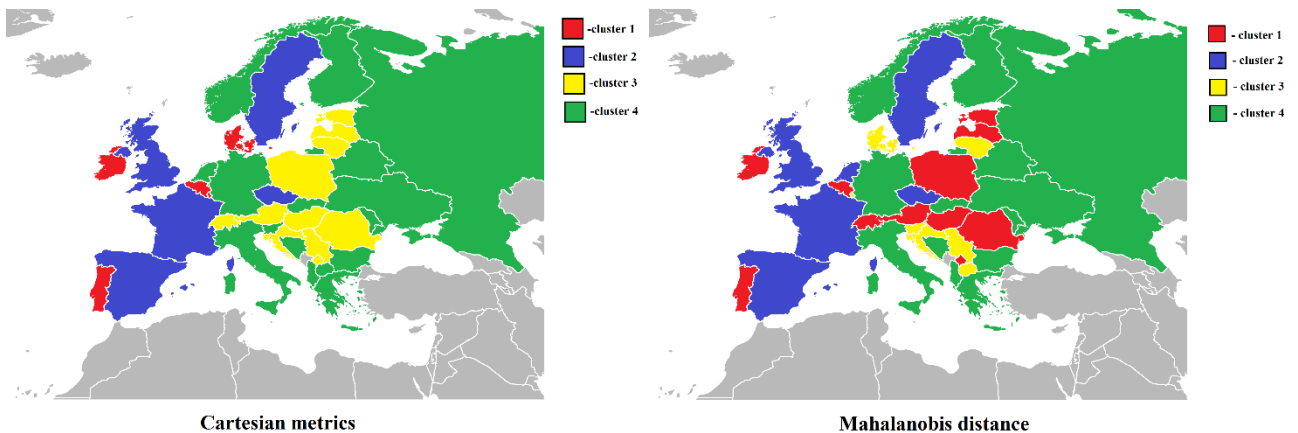 -cluster 1
-cluster 2
-cluster 3
-cluster 4
- cluster 1
- cluster 2
- cluster 3
- cluster 4
Cartesian metrics
Mahalanobis distance